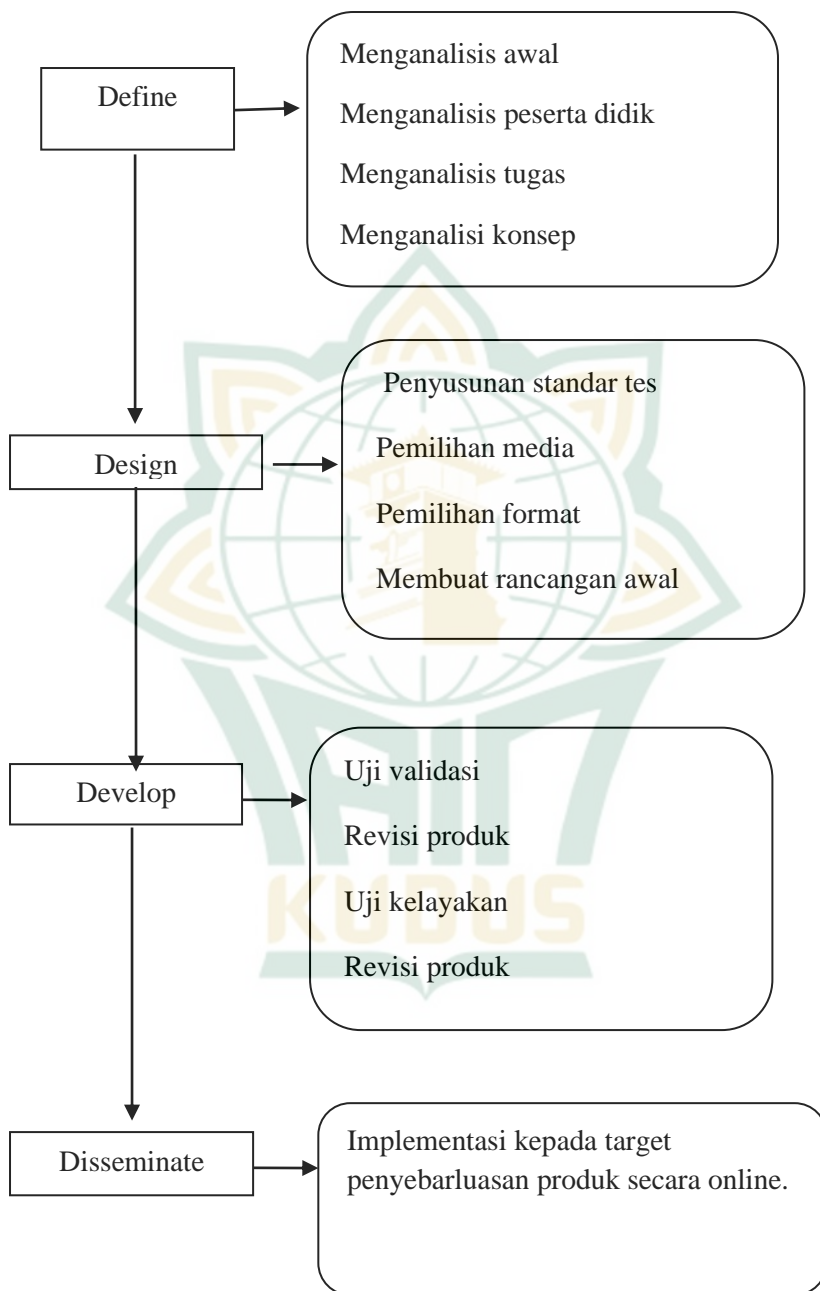 Define
Menganalisis awal
Menganalisis peserta didik
Menganalisis tugas
Menganalisi konsep
Design
Penyusunan standar tes
Pemilihan media
Pemilihan format
Membuat rancangan awal
Develop
Uji validasi
Revisi produk
Uji kelayakan
Revisi produk
Disseminate
Implementasi kepada target
penyebarluasan produk secara online.
IAIN
KUDUS